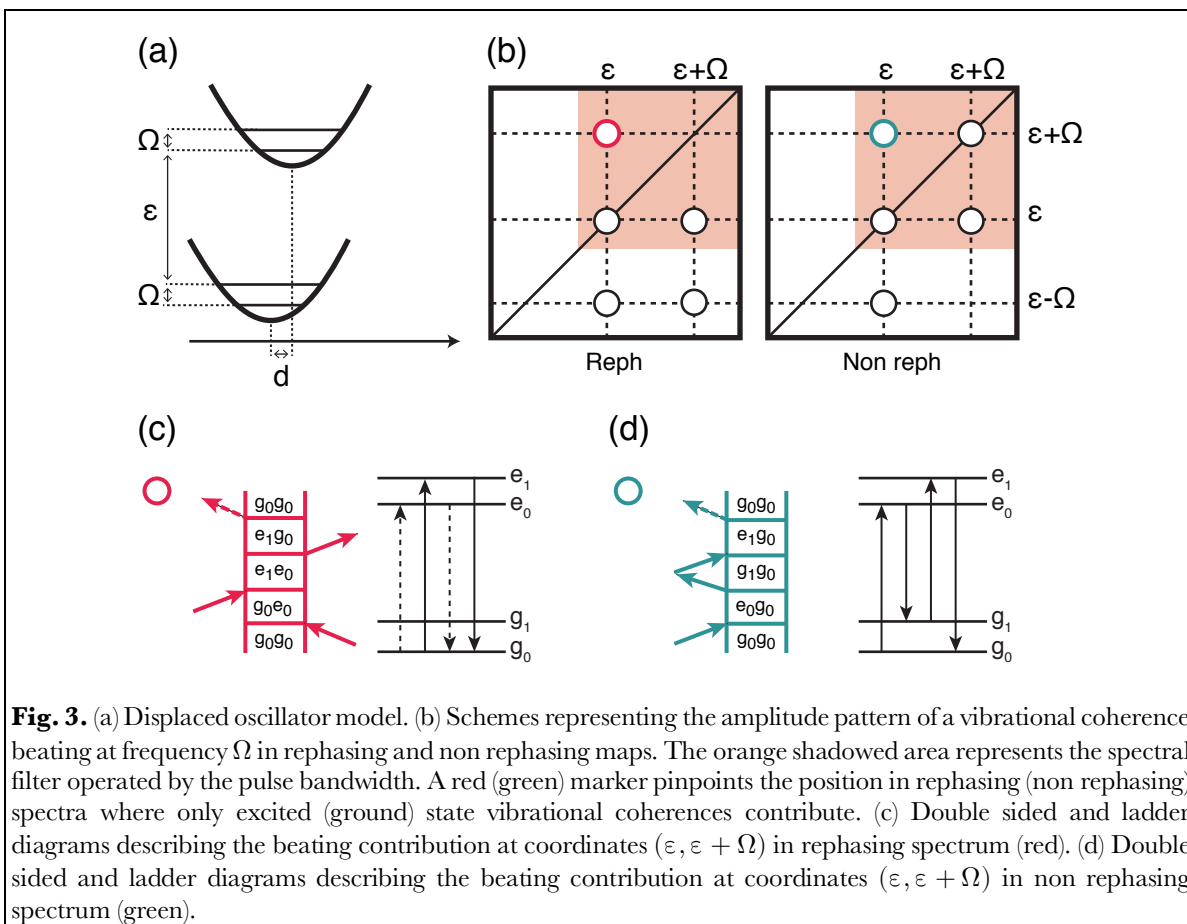 (a)
Ω
ε
Ω
d
(b)
ε ε+Ω
ε ε+Ω
ε+Ω
ε
ε-Ω
Reph
Non reph
(c)
g0g0
e1g0
e1e0
g0e0
g0g0
e1
e0
g1
g0
(d)
g0g0
e1g0
g1g0
e0g0
g0g0
e1
e0
g1
g0
Fig. 3. (a) Displaced oscillator model. (b) Schemes representing the amplitude pattern of a vibrational coherence
beating at frequency Ω in rephasing and non rephasing maps. The orange shadowed area represents the spectral
filter operated by the pulse bandwidth. A red (green) marker pinpoints the position in rephasing (non rephasing)
spectra where only excited (ground) state vibrational coherences contribute. (c) Double sided and ladder
diagrams describing the beating contribution at coordinates (ε, ε + Ω) in rephasing spectrum (red). (d) Double
sided and ladder diagrams describing the beating contribution at coordinates (ε, ε + Ω) in non rephasing
spectrum (green).